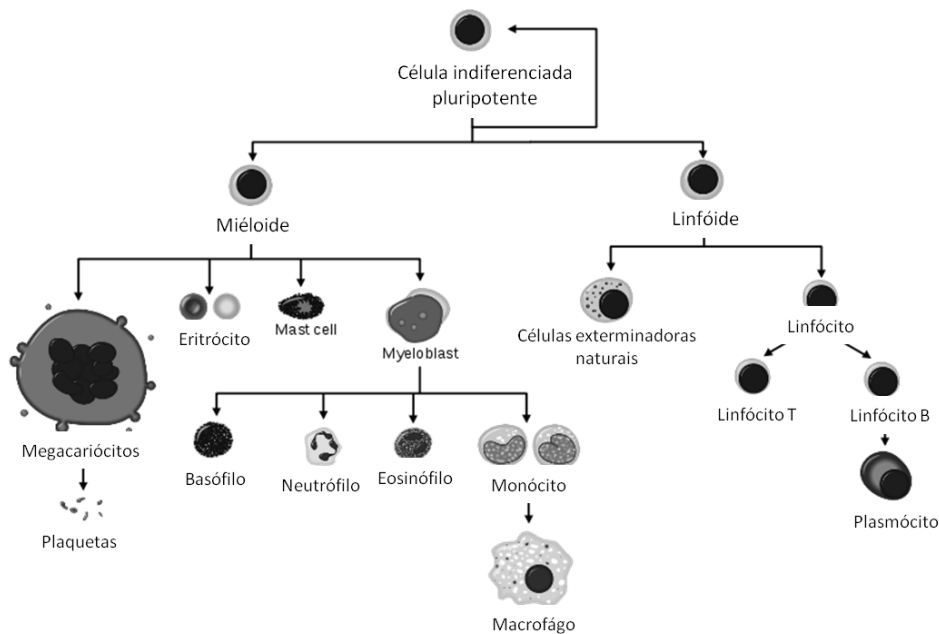 Célula indiferenciada
pluripotente
Miéloide
Linfóide
Eritrócito
Mast cell
Myeloblast
Células exterminadoras
naturais
Linfócito
Linfócito T
Linfócito B
Megacariócitos
Basófilo
Neutrófilo
Eosinófilo
Monócito
Plasmócito
Plaquetas
Macrofágo